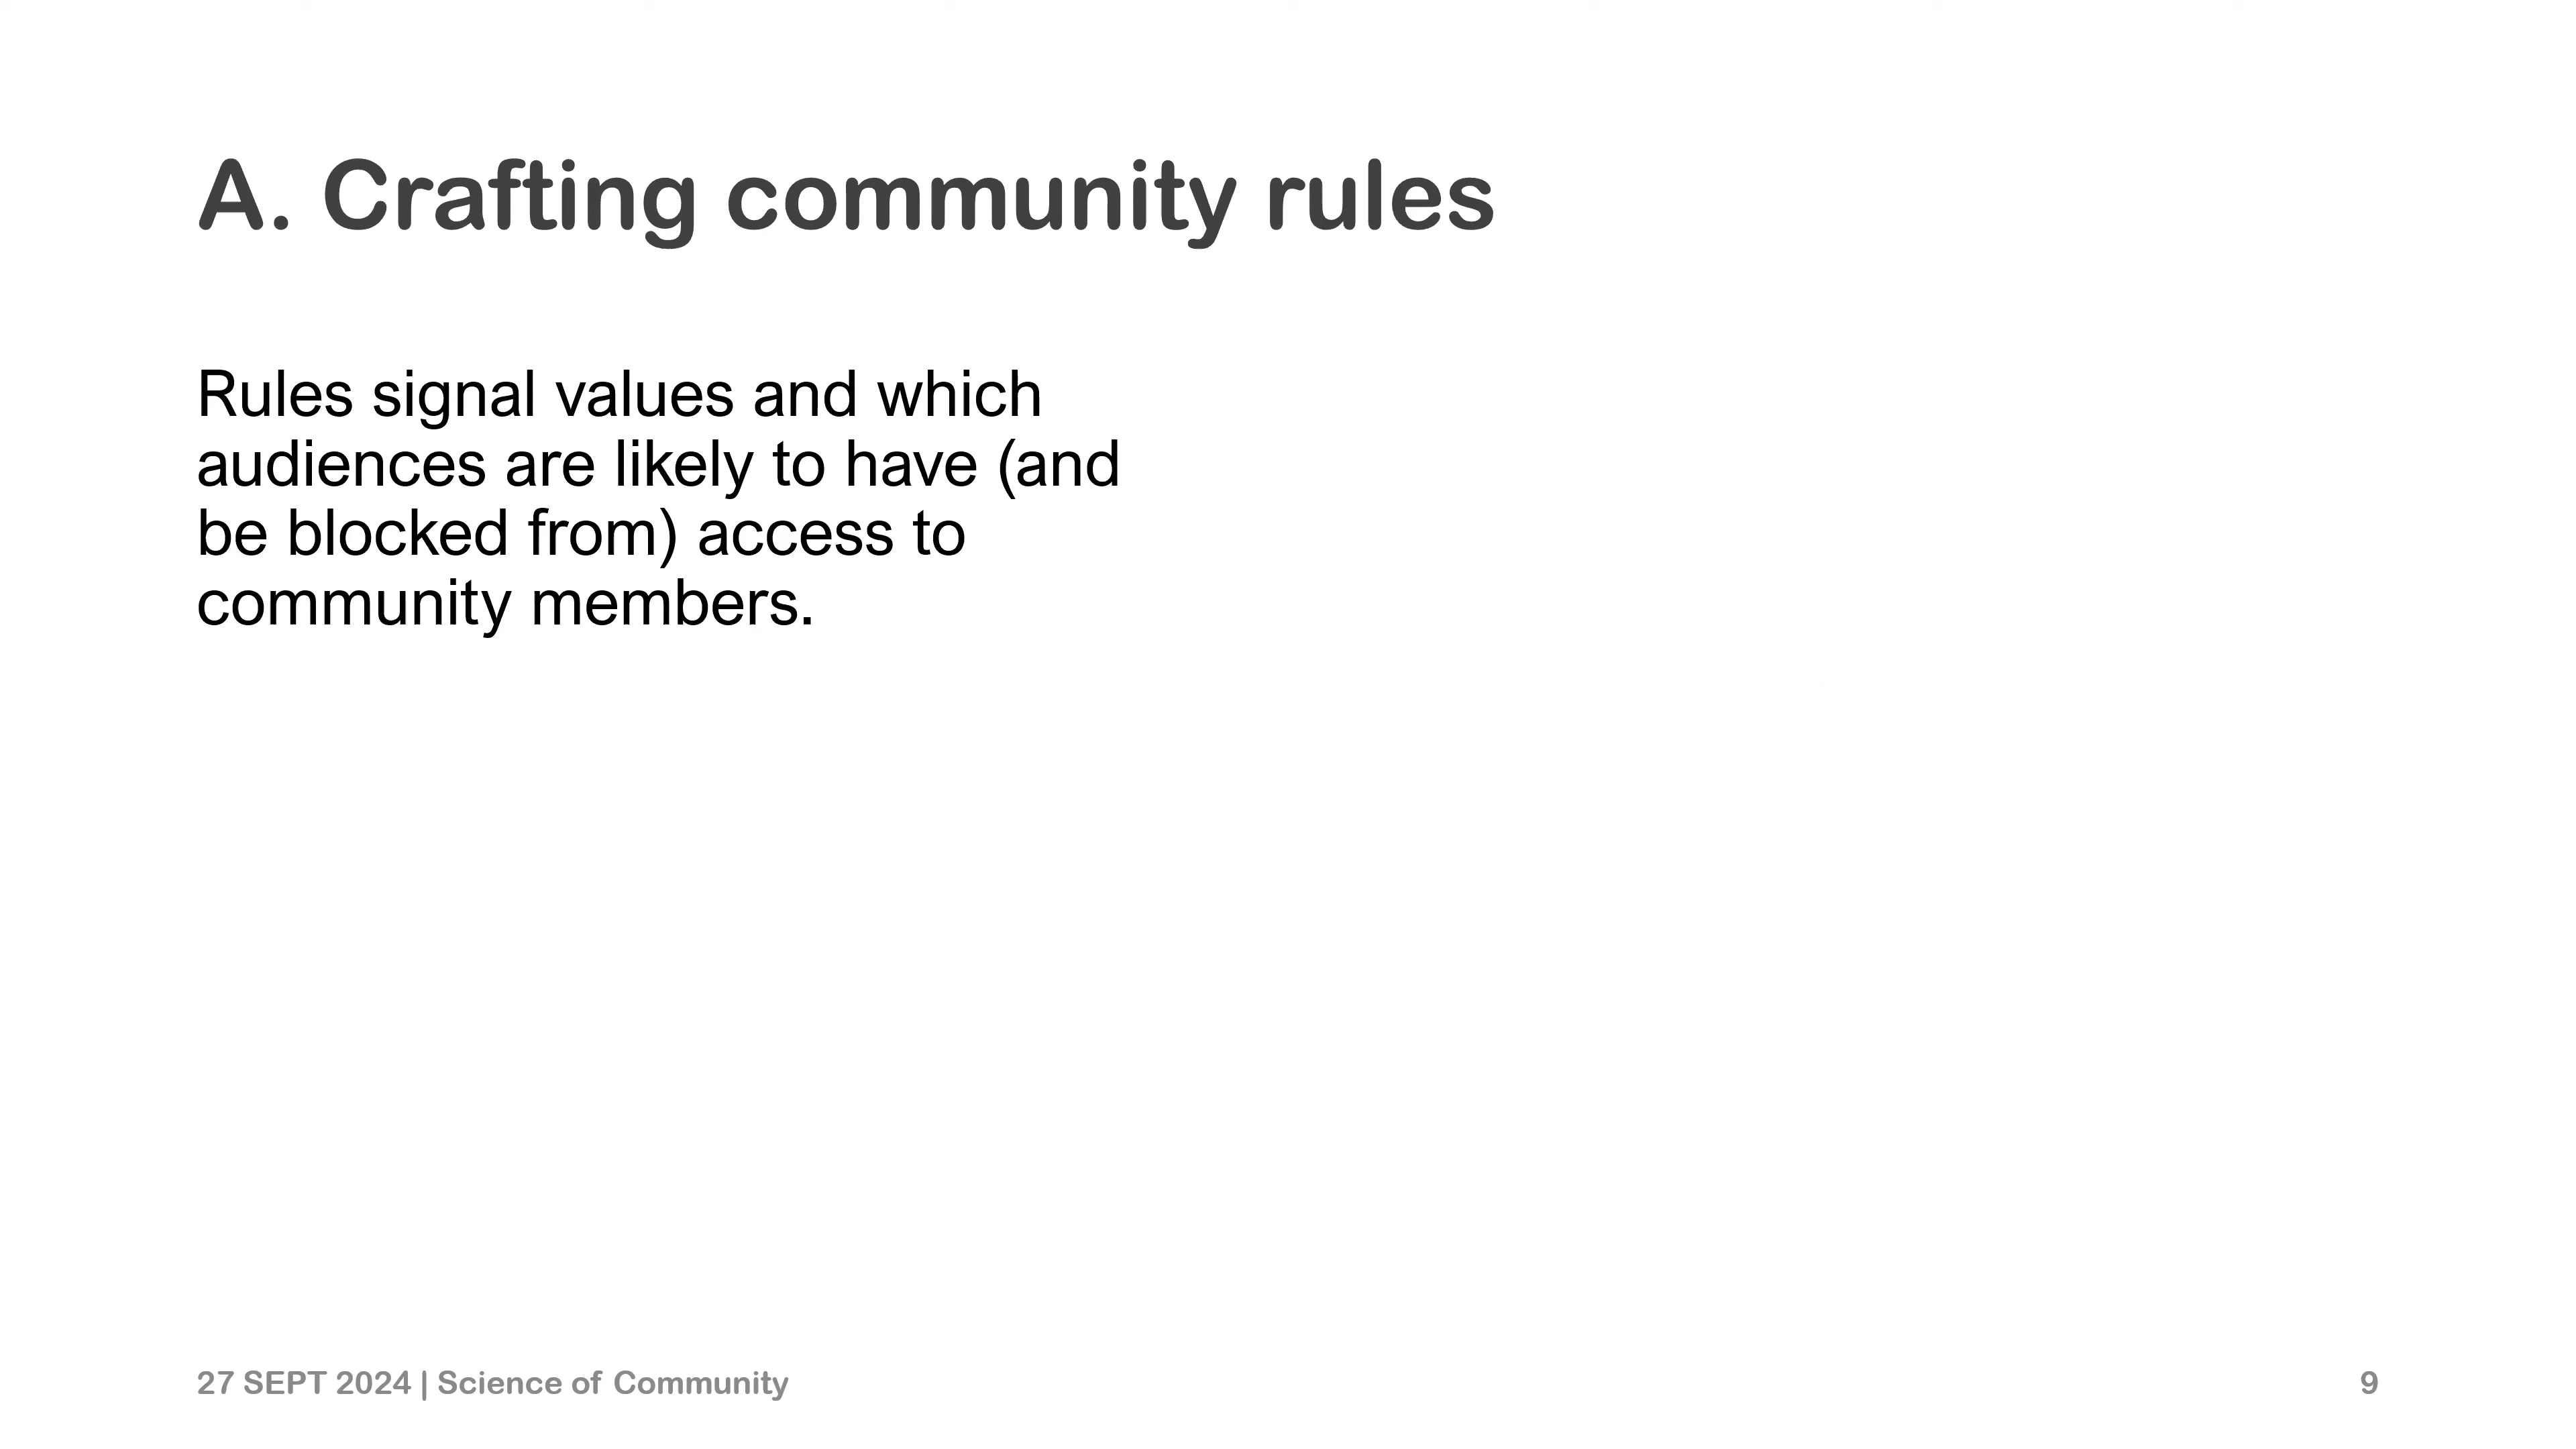 A. Crafting community rules
Rules signal values and which
audiences are likely to have (and
be blocked from) access to
community members.
27 SEPT 2024 | Science of Community
9